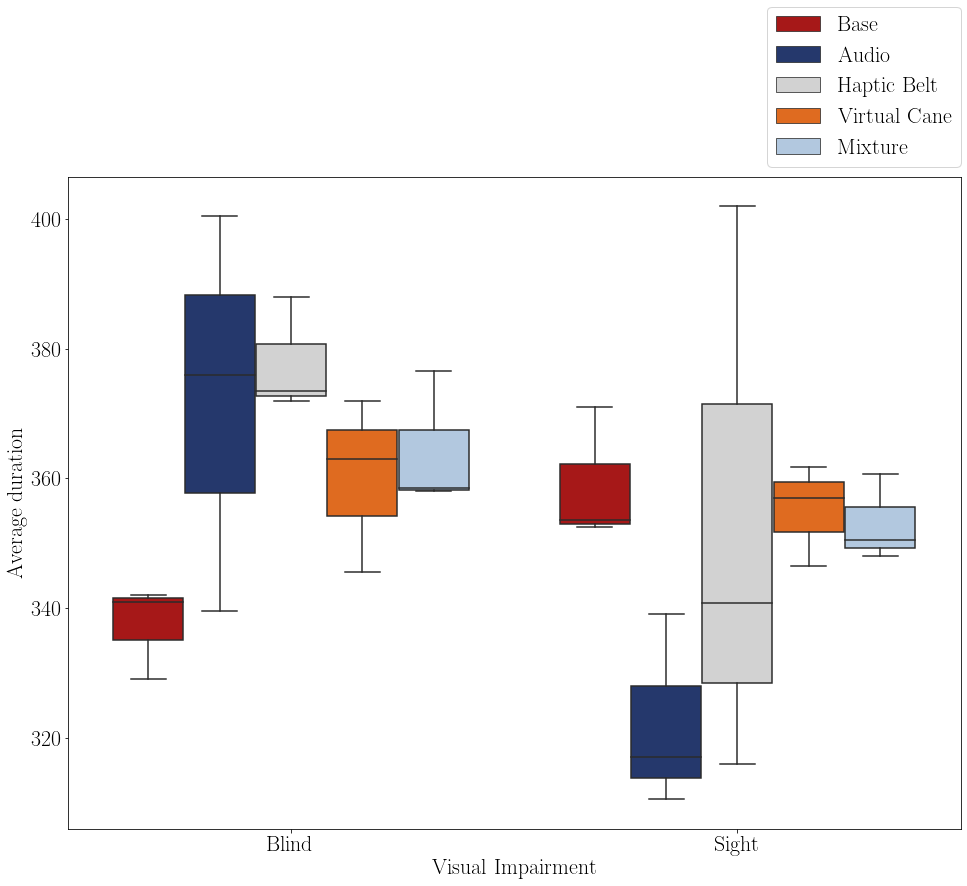 Base
Audio
Haptic Belt
Virtual Cane
Mixture
400
380
360
340
320
Average duration
Blind
Sight
Visual Impairment